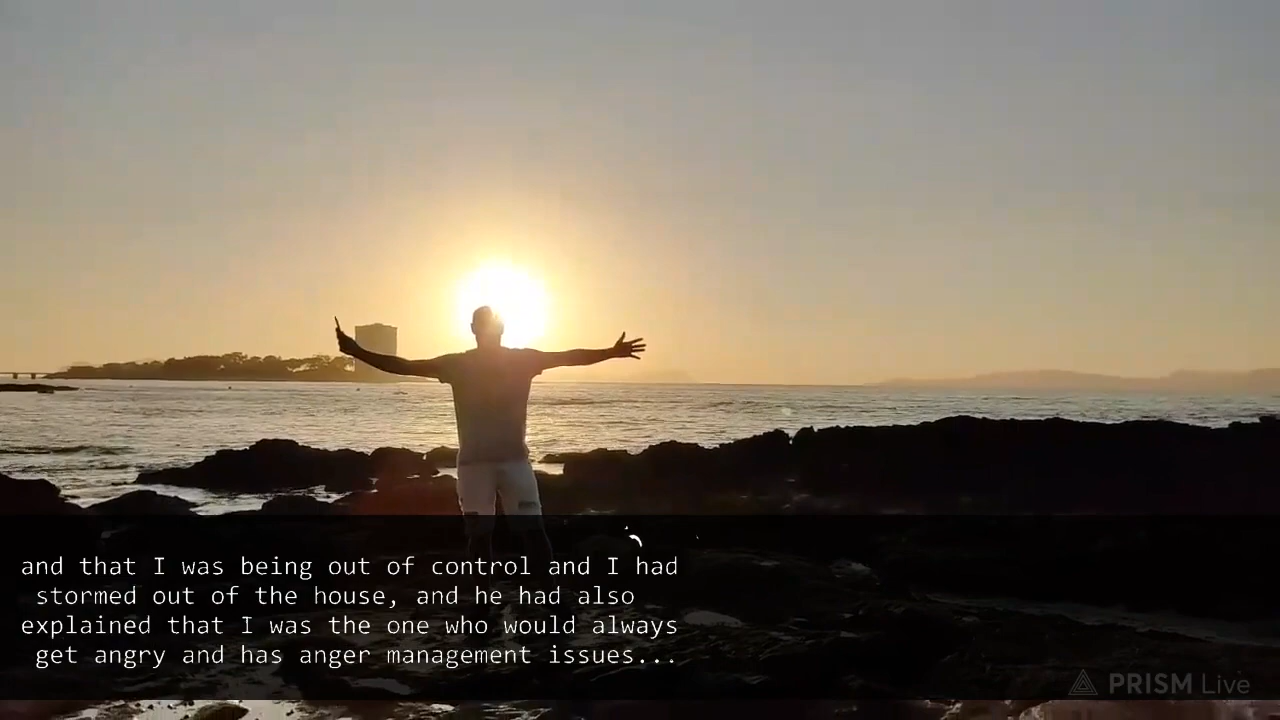 and that I was being out of control and I had
stormed out of the house, and he had also
explained that I was the one who would always
get angry and has anger management issues...
PRISM Live